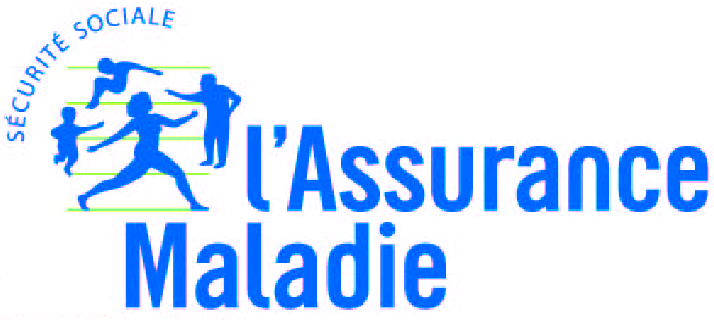 SÉCURITÉ SOCIALE
l'Assurance
Maladie